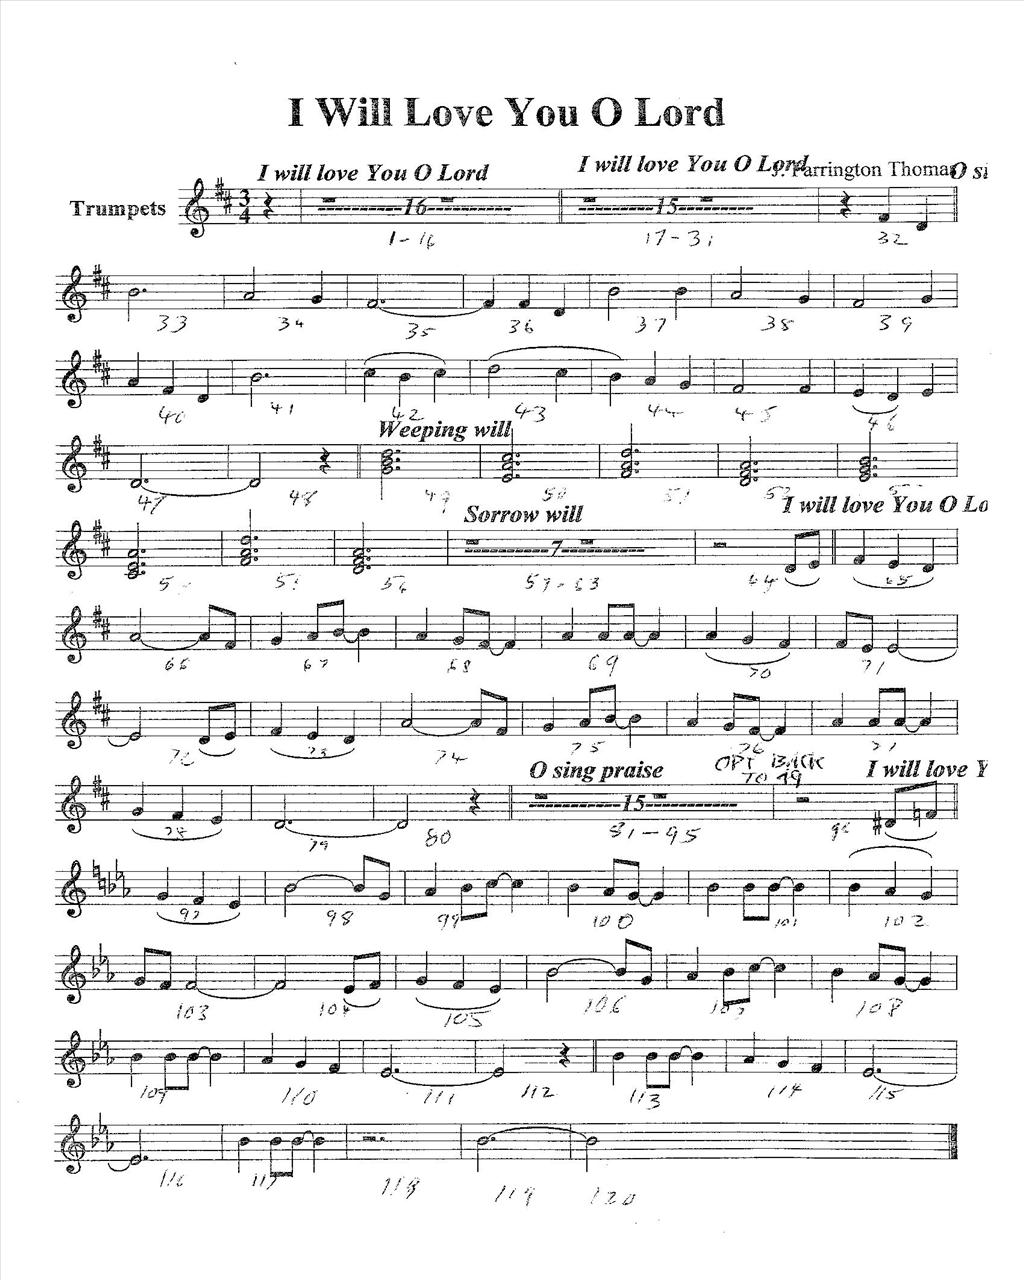 I Will Love You O Lord
I will love You O Lord
I will love You O Lord
J. Farrington Thomas
O si
Trumpets
3/4
16
15
1-16
17-31
32
33 34 35 36 37 38 39
40 41 42 43 44 45 46
Weeping will
47 48 49 50 51 52
Sorrow will
I will love You O Lo
7
56 57-63 64 65
66 67 68 69 70 71
72 73 74 75 76 77
O sing praise
OPT BACK
TO 49
I will love Y
15
78 79 80 81-95 96
97 98 99 100 101 102
103 104 105 106 107 108
109 110 111 112 113 114 115
116 117 118 119 120